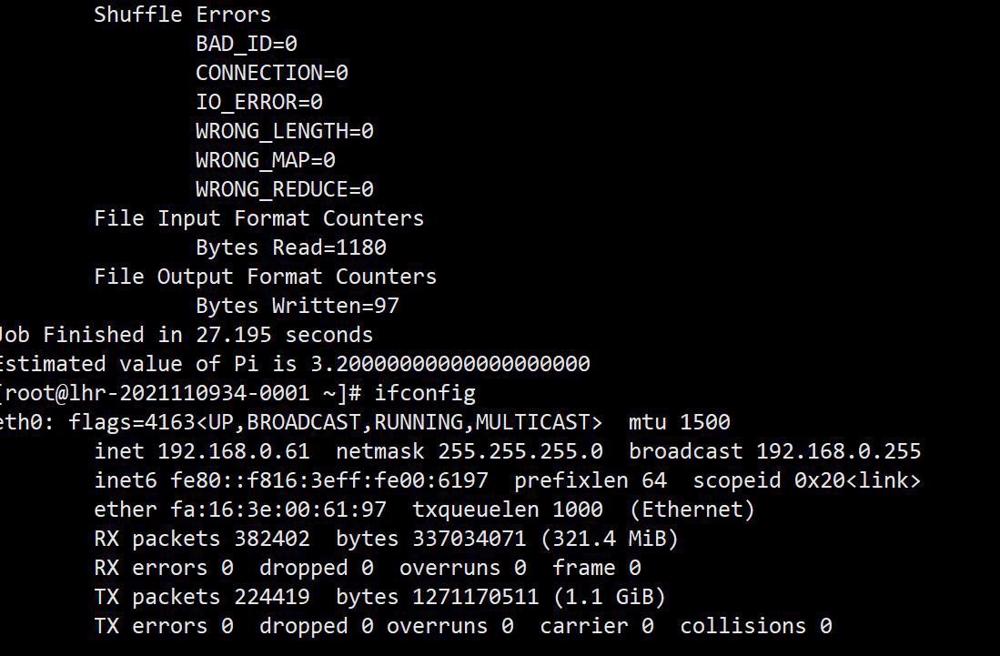 Shuffle Errors
BAD_ID=0
CONNECTION=0
IO_ERROR=0
WRONG_LENGTH=0
WRONG_MAP=0
WRONG_REDUCE=0
File Input Format Counters
Bytes Read=1180
File Output Format Counters
Bytes Written=97
Job Finished in 27.195 seconds
Estimated value of Pi is 3.20000000000000000000
[root@lhr-2021110934-0001 ~]# ifconfig
eth0: flags=4163<UP,BROADCAST,RUNNING,MULTICAST>  mtu 1500
inet 192.168.0.61  netmask 255.255.255.0  broadcast 192.168.0.255
inet6 fe80::f816:3eff:fe00:6197  prefixlen 64  scopeid 0x20<link>
ether fa:16:3e:00:61:97  txqueuelen 1000  (Ethernet)
RX packets 382402  bytes 337034071 (321.4 MiB)
RX errors 0  dropped 0  overruns 0  frame 0
TX packets 224419  bytes 1271170511 (1.1 GiB)
TX errors 0  dropped 0 overruns 0  carrier 0  collisions 0